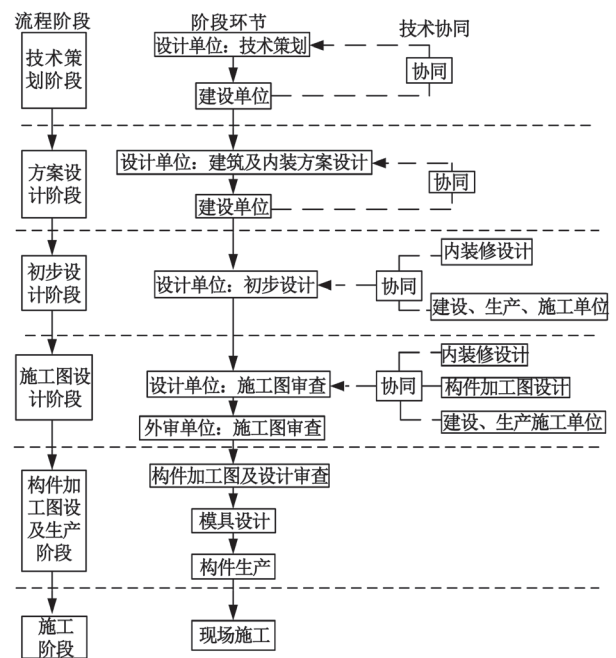 流程阶段 阶段环节 技术协同
技术策
划阶段
设计单位：技术策划
协同
建设单位
方案设
计阶段
设计单位：建筑及内装方案设计
协同
建设单位
初步设
计阶段
设计单位：初步设计
协同
内装修设计
建设、生产、施工单位
施工图设
计阶段
设计单位：施工图审查
协同
内装修设计
构件加工图设计
建设、生产施工单位
外审单位：施工图审查
构件加
工图设
及生产
阶段
构件加工图及设计审查
模具设计
构件生产
施工
阶段
现场施工